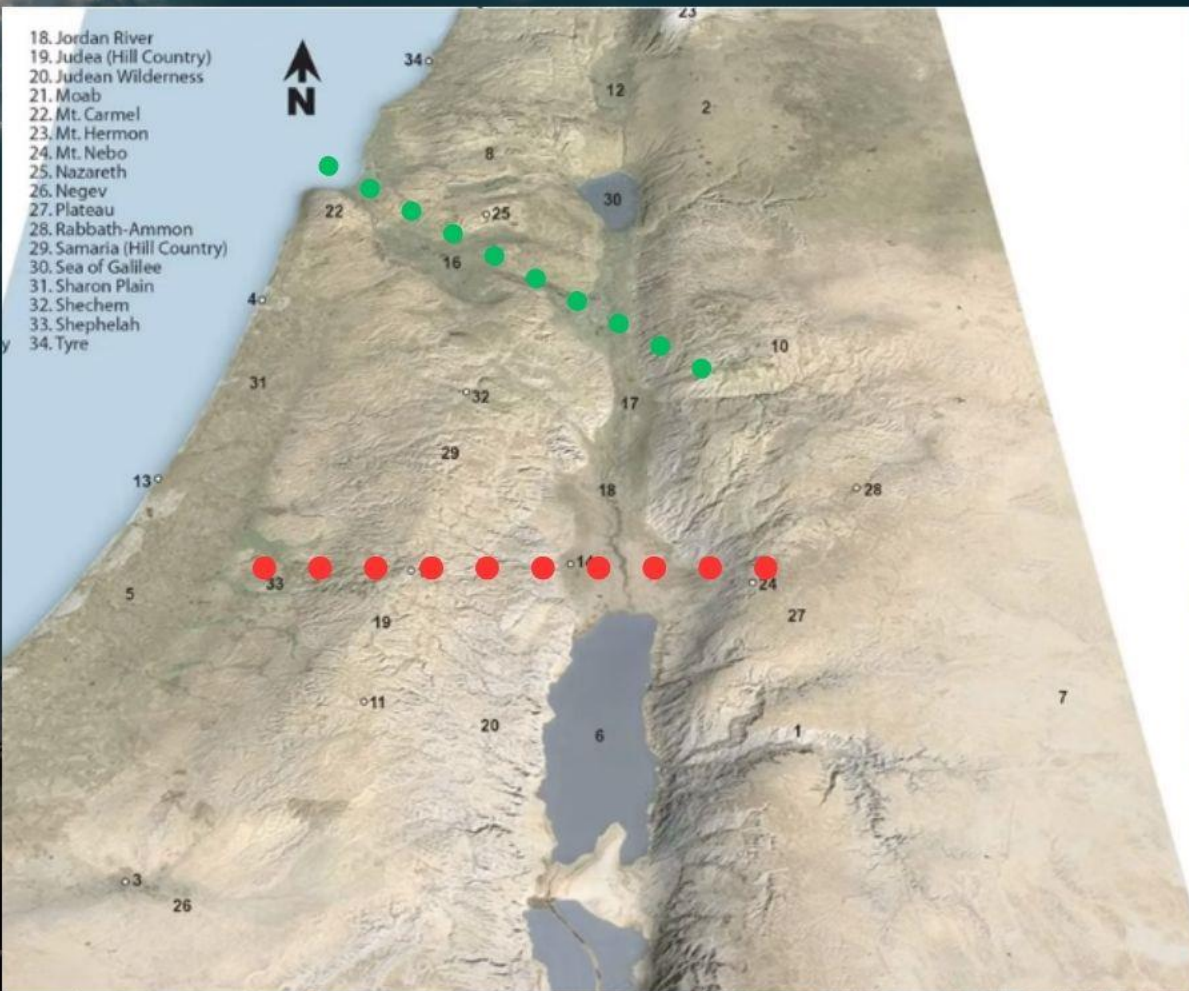 18. Jordan River
19. Judea (Hill Country)
20. Judean Wilderness
21. Moab
22. Mt. Carmel
23. Mt. Hermon
24. Mt. Nebo
25. Nazareth
26. Negev
27. Plateau
28. Rabbath-Ammon
29. Samaria (Hill Country)
30. Sea of Galilee
31. Sharon Plain
32. Shechem
33. Shephelah
y 34. Tyre
N
23
34
12
2
8
30
22
25
16
4
10
31
32
17
29
13
18
28
14
33
24
5
19
27
11
20
7
6
1
3
26